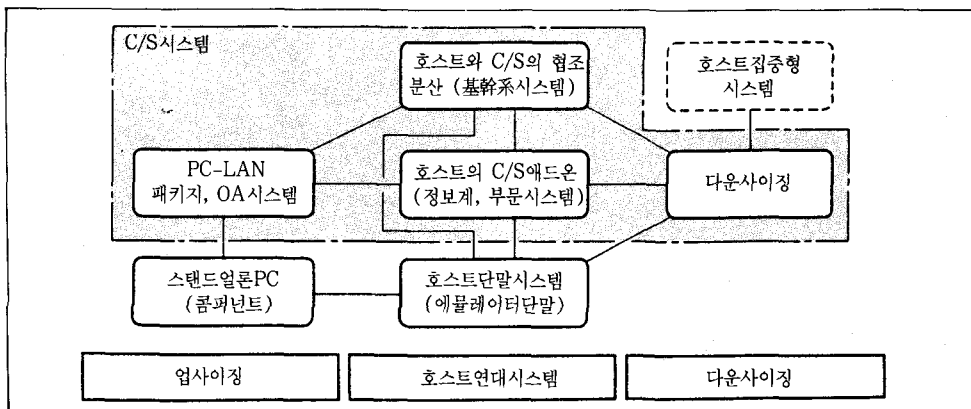 C/S시스템
호스트와 C/S의 협조
분산 (基幹系시스템)
호스트집중형
시스템
PC-LAN
패키지, OA시스템
호스트의 C/S애드온
(정보계, 부문시스템)
다운사이징
스탠드얼론PC
(콤퍼넌트)
호스트단말시스템
(에뮬레이터단말)
업사이징
호스트연대시스템
다운사이징